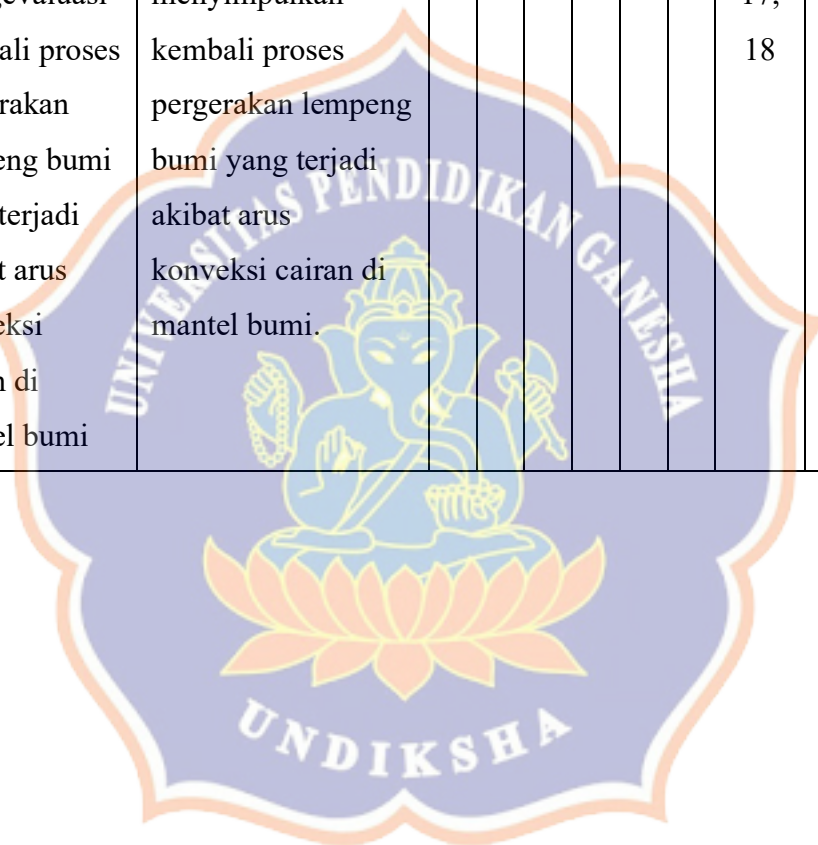 menyimpulkan 17,
ali proses kembali proses 18
rakan pergerakan lempeng
eng bumi bumi yang terjadi
terjadi akibat arus
t arus konveksi cairan di
eksi mantel bumi.
n di
el bumi
UNIVERSITAS PENDIDIKAN GANESHA
UNDIKSHA